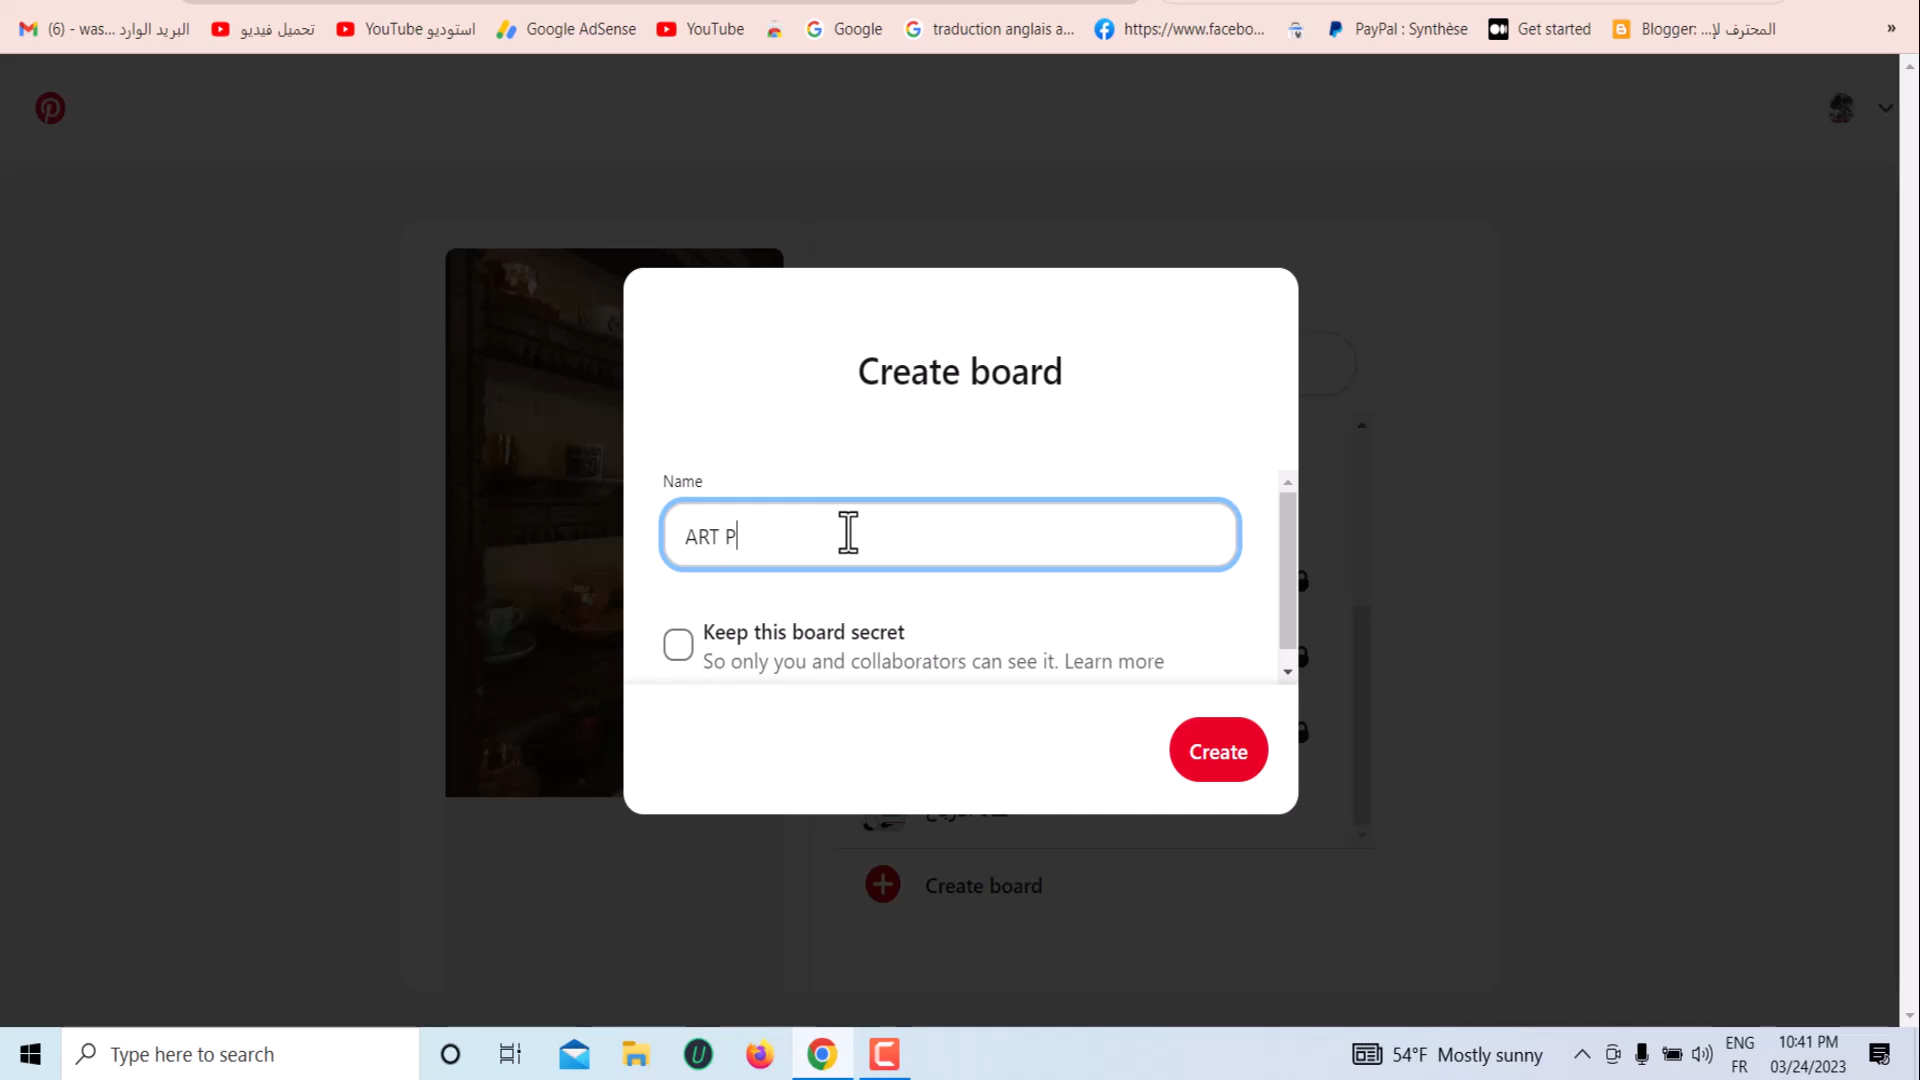 (6) - was... البريد الوارد
تحميل فيديو
YouTube استوديو
Google AdSense
YouTube
Google
traduction anglais a...
https://www.facebo...
PayPal : Synthèse
Get started
Blogger: ...المحترف لإ
»
Create board
Name
ART P
Keep this board secret
So only you and collaborators can see it. Learn more
Create
Create board
Type here to search
54°F Mostly sunny
ENG
FR
10:41 PM
03/24/2023